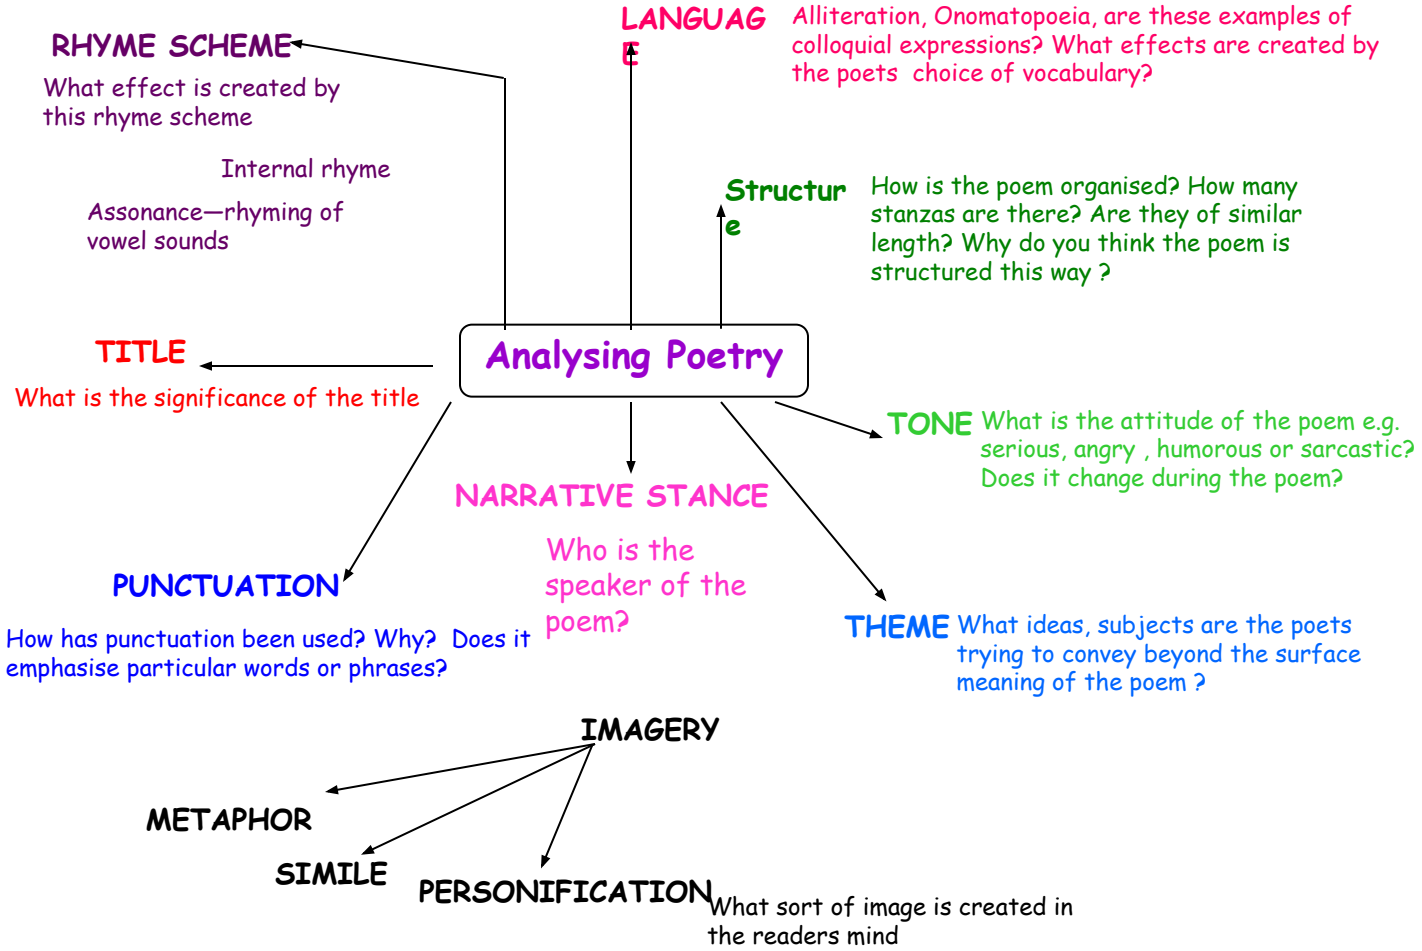 RHYME SCHEME
What effect is created by
this rhyme scheme
Internal rhyme
Assonance—rhyming of
vowel sounds
LANGUAG
E
Alliteration, Onomatopoeia, are these examples of
colloquial expressions? What effects are created by
the poets  choice of vocabulary?
Structur
e
How is the poem organised? How many
stanzas are there? Are they of similar
length? Why do you think the poem is
structured this way ?
Analysing Poetry
TITLE
What is the significance of the title
TONE
What is the attitude of the poem e.g.
serious, angry , humorous or sarcastic?
Does it change during the poem?
NARRATIVE STANCE
Who is the
speaker of the
poem?
PUNCTUATION
How has punctuation been used? Why?  Does it
emphasise particular words or phrases?
THEME
What ideas, subjects are the poets
trying to convey beyond the surface
meaning of the poem ?
IMAGERY
METAPHOR
SIMILE
PERSONIFICATION
What sort of image is created in
the readers mind